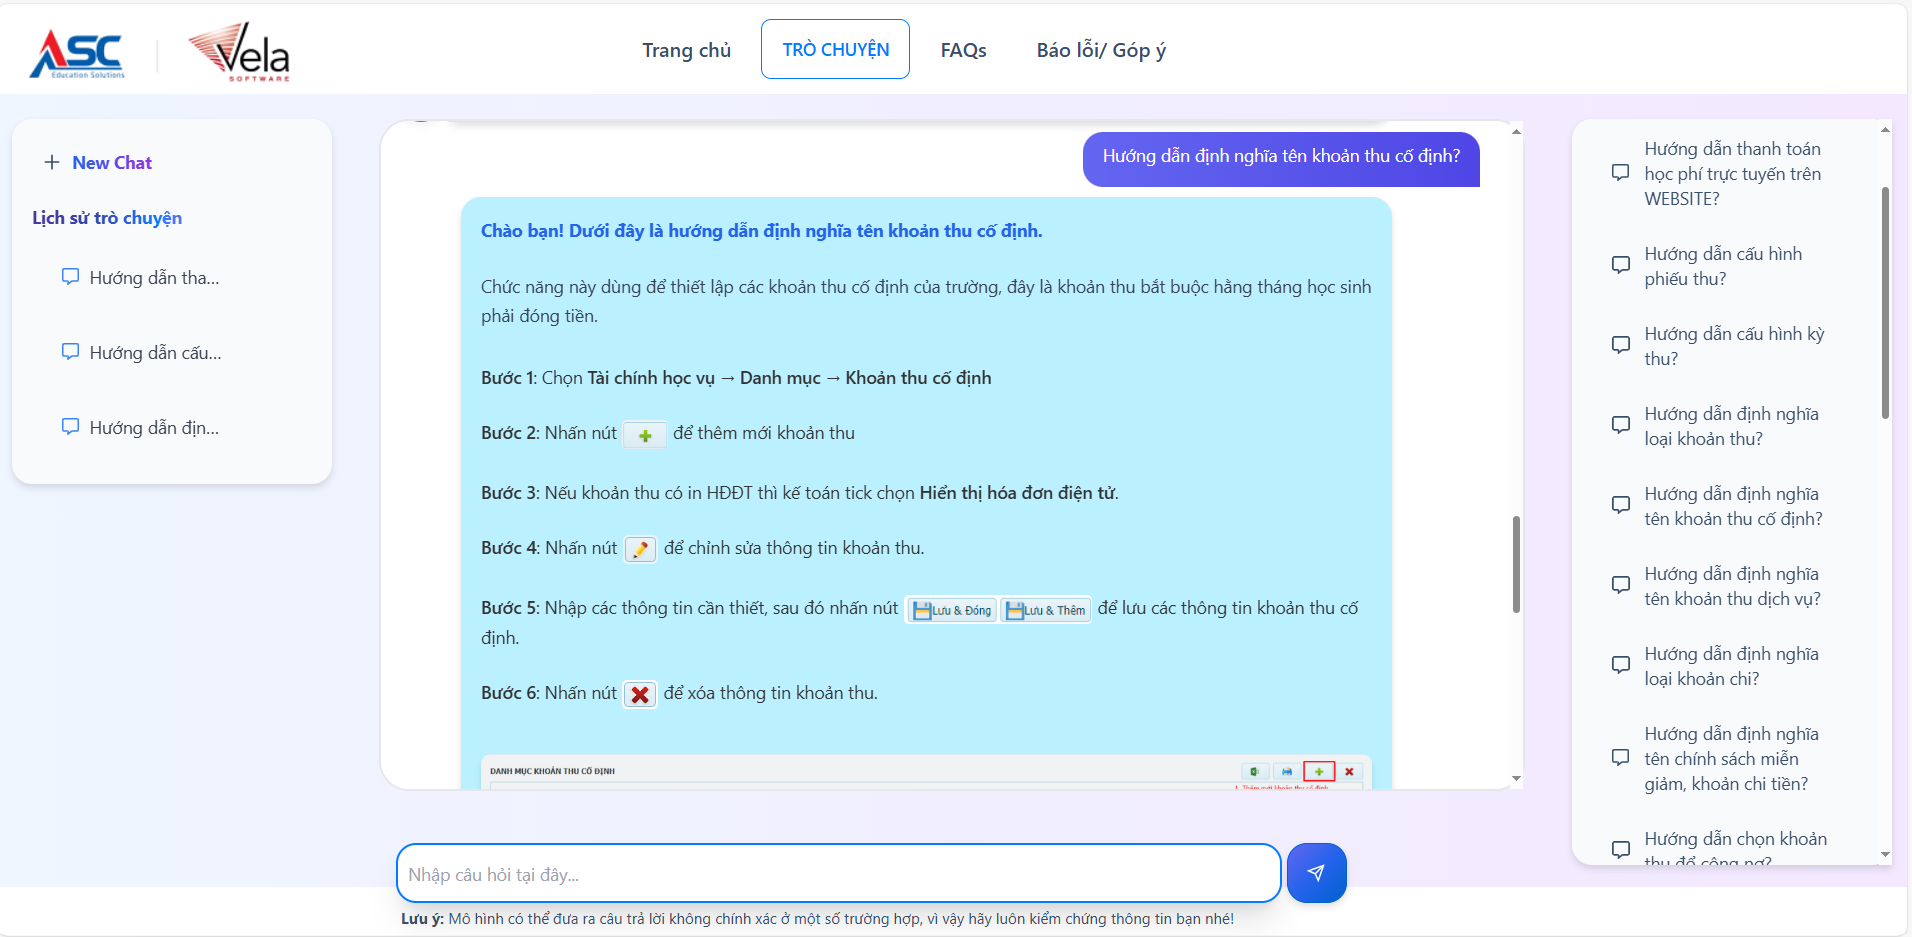 ASC
Education Solutions
Vela
SOFTWARE
Trang chủ
TRÒ CHUYỆN
FAQs
Báo lỗi/ Góp ý
New Chat
Lịch sử trò chuyện
Hướng dẫn tha...
Hướng dẫn cấu...
Hướng dẫn địn...
Hướng dẫn định nghĩa tên khoản thu cố định?
Chào bạn! Dưới đây là hướng dẫn định nghĩa tên khoản thu cố định.
Chức năng này dùng để thiết lập các khoản thu cố định của trường, đây là khoản thu bắt buộc hằng tháng học sinh
phải đóng tiền.
Bước 1: Chọn Tài chính học vụ → Danh mục → Khoản thu cố định
Bước 2: Nhấn nút để thêm mới khoản thu
Bước 3: Nếu khoản thu có in HĐĐT thì kế toán tick chọn Hiển thị hóa đơn điện tử.
Bước 4: Nhấn nút để chỉnh sửa thông tin khoản thu.
Bước 5: Nhập các thông tin cần thiết, sau đó nhấn nút Lưu & Đóng Lưu & Thêm để lưu các thông tin khoản thu cố
định.
Bước 6: Nhấn nút để xóa thông tin khoản thu.
DANH MỤC KHOẢN THU CỐ ĐỊNH
1. Thêm mới khoản thu cố định
Nhập câu hỏi tại đây...
Lưu ý: Mô hình có thể đưa ra câu trả lời không chính xác ở một số trường hợp, vì vậy hãy luôn kiểm chứng thông tin bạn nhé!
Hướng dẫn thanh toán
học phí trực tuyến trên
WEBSITE?
Hướng dẫn cấu hình
phiếu thu?
Hướng dẫn cấu hình kỳ
thu?
Hướng dẫn định nghĩa
loại khoản thu?
Hướng dẫn định nghĩa
tên khoản thu cố định?
Hướng dẫn định nghĩa
tên khoản thu dịch vụ?
Hướng dẫn định nghĩa
loại khoản chi?
Hướng dẫn định nghĩa
tên chính sách miễn
giảm, khoản chi tiền?
Hướng dẫn chọn khoản
thu để công nợ?